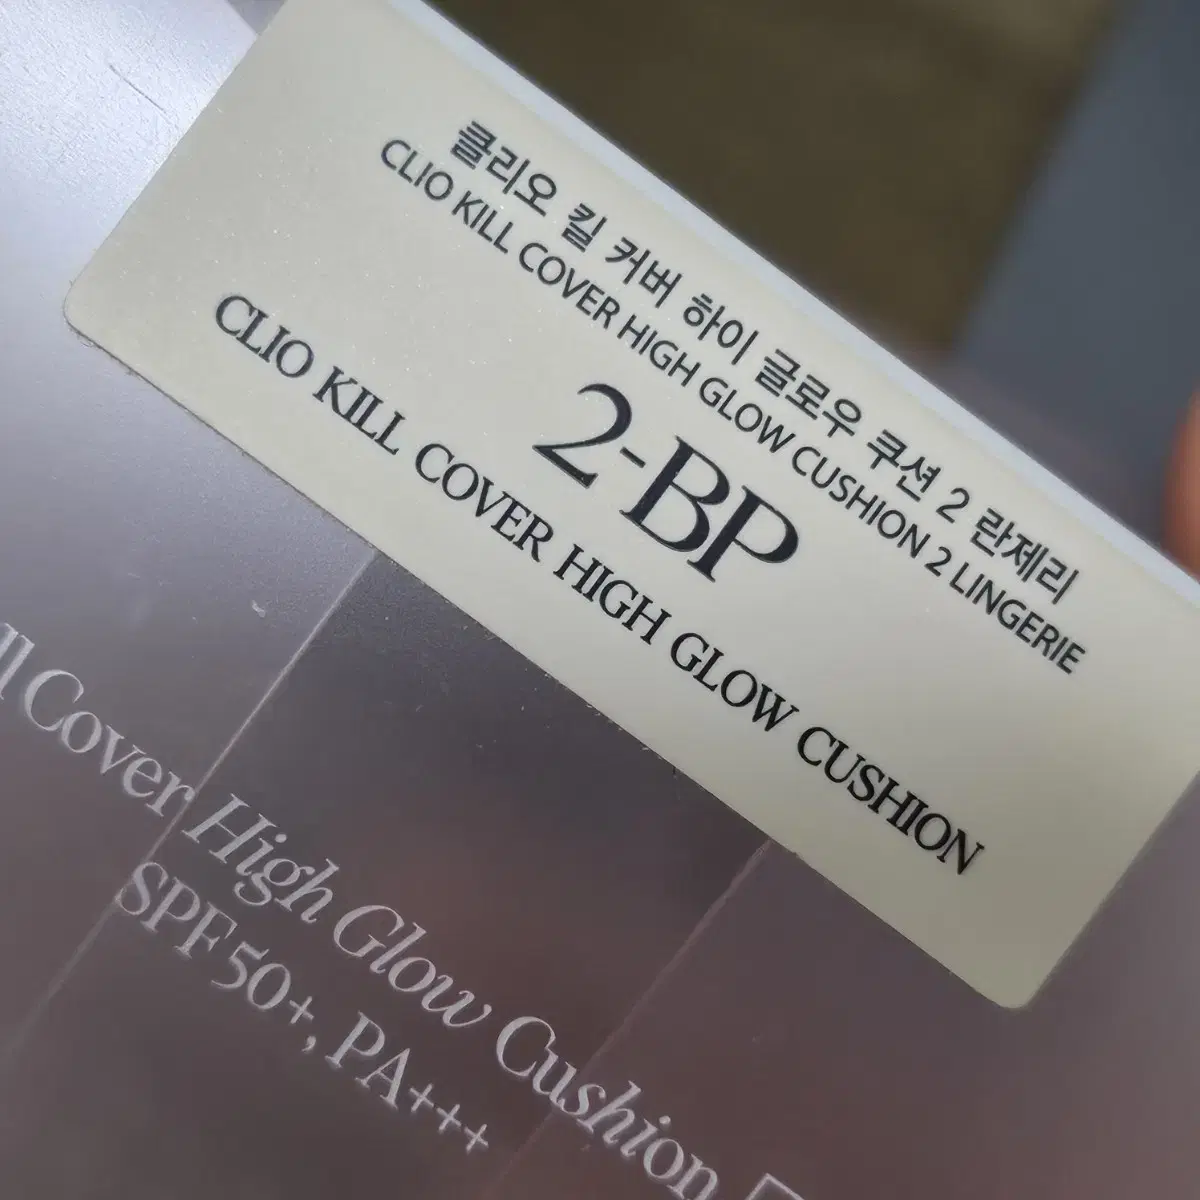 클리오 킬 커버 하이 글로우 쿠션 2 란제리
CLIO KILL COVER HIGH GLOW CUSHION 2 LINGERIE
2-BP
CLIO KILL COVER HIGH GLOW CUSHION
Cover High Glow Cushion
SPF 50+, PA+++